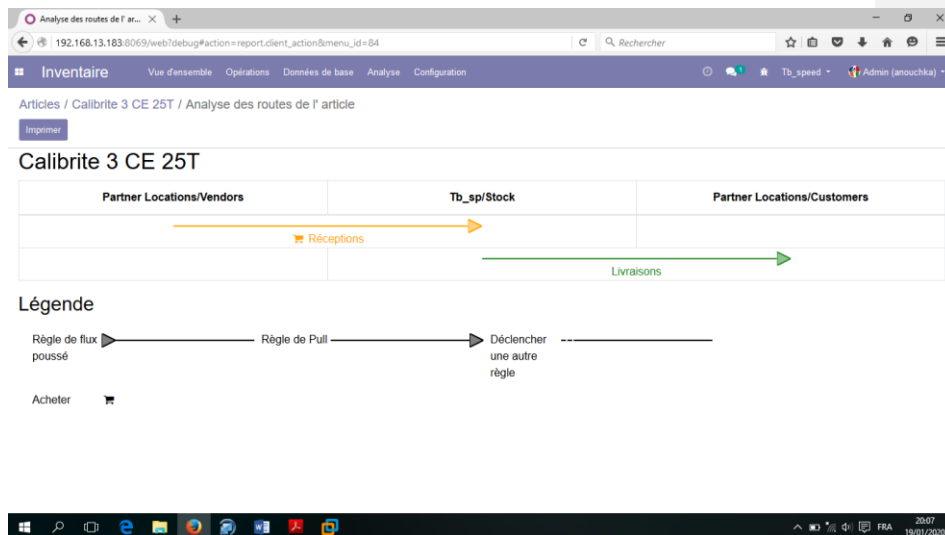 Analyse des routes de l' ar...
192.168.13.183:8069/web?debug#action=report.client_action&menu_id=84
Rechercher
Inventaire Vue d'ensemble Opérations Données de base Analyse Configuration 1 Tb_speed Admin (anouchka)
Articles / Calibrite 3 CE 25T / Analyse des routes de l' article
Imprimer
Calibrite 3 CE 25T
Partner Locations/Vendors Tb_sp/Stock Partner Locations/Customers
Réceptions
Livraisons
Légende
Règle de flux poussé
Règle de Pull
Déclencher
une autre
règle
Acheter
FRA
20:07
19/01/2020